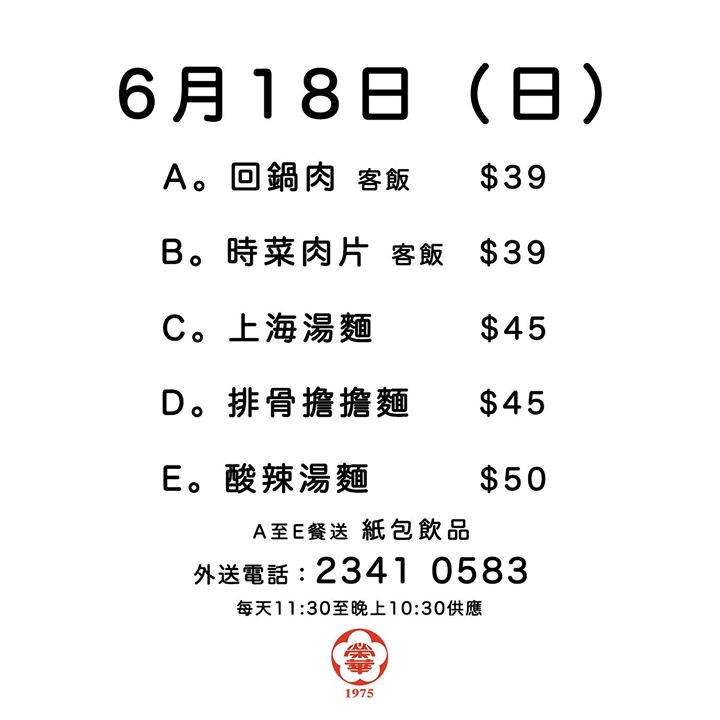 6月18日（日）
A。回鍋肉 客飯 $39
B。時菜肉片 客飯 $39
C。上海湯麵 $45
D。排骨擔擔麵 $45
E。酸辣湯麵 $50
A至E餐送 紙包飲品
外送電話：2341 0583
每天11:30至晚上10:30供應
榮華
1975